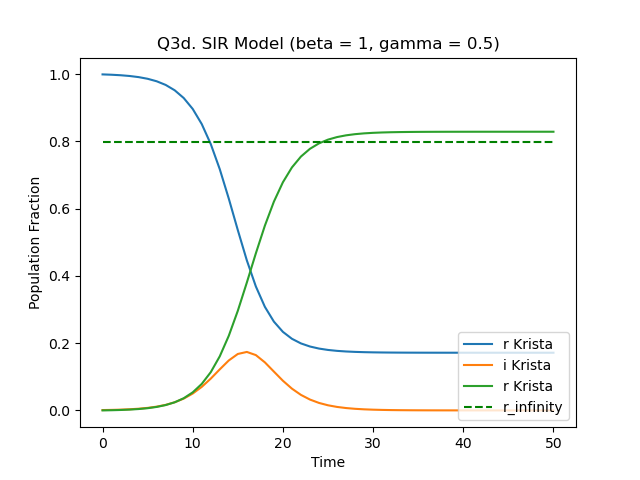 Q3d. SIR Model (beta = 1, gamma = 0.5)
Population Fraction
1.0
0.8
0.6
0.4
0.2
0.0
r Krista
i Krista
r Krista
r_infinity
0 10 20 30 40 50
Time